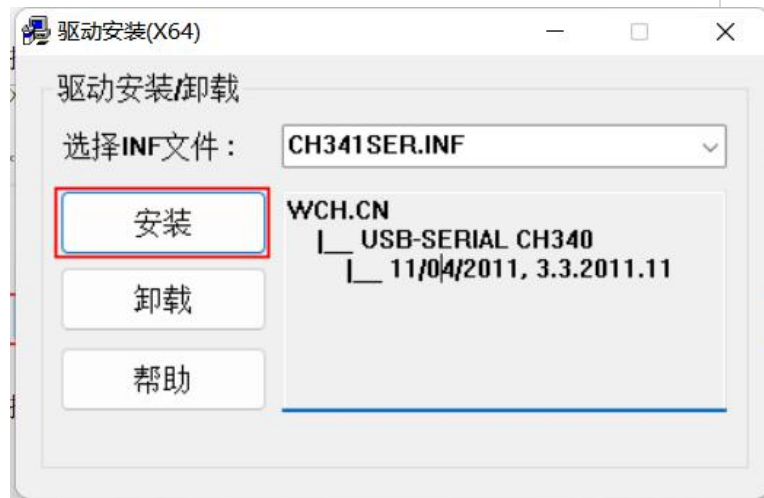 驱动安装(X64)
驱动安装/卸载
选择INF文件：
CH341SER.INF
安装
WCH.CN
|__ USB-SERIAL CH340
|__ 11/04/2011, 3.3.2011.11
卸载
帮助